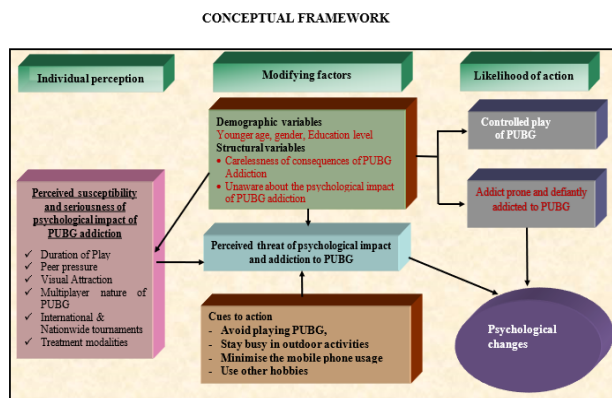 CONCEPTUAL FRAMEWORK
Individual perception
Modifying factors
Likelihood of action
Demographic variables
Younger age, gender, Education level
Structural variables
• Carelessness of consequences of PUBG
Addiction
• Unaware about the psychological impact
of PUBG addiction
Controlled play
of PUBG
Addict prone and defiantly
addicted to PUBG
Perceived susceptibility
and seriousness of
psychological impact of
PUBG addiction
✓ Duration of Play
✓ Peer pressure
✓ Visual Attraction
✓ Multiplayer nature of
PUBG
✓ International &
Nationwide tournaments
✓ Treatment modalities
Perceived threat of psychological impact
and addiction to PUBG
Cues to action
- Avoid playing PUBG,
- Stay busy in outdoor activities
- Minimise the mobile phone usage
- Use other hobbies
Psychological
changes